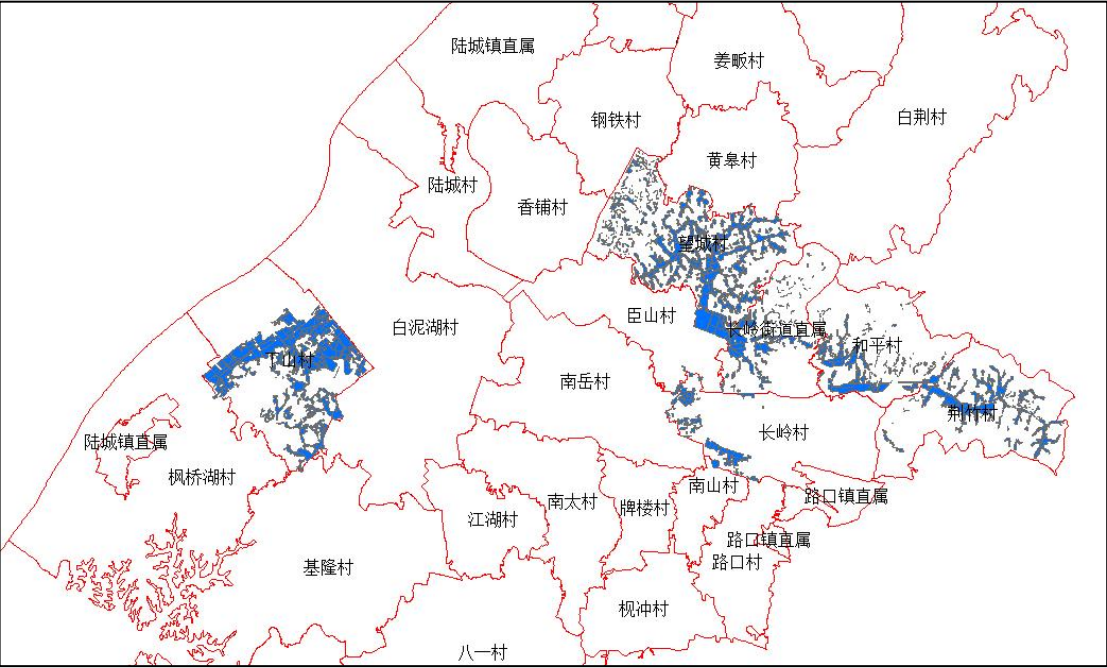 陆城镇直属
姜畈村
白荆村
钢铁村
黄皋村
陆城村
香铺村
望城村
臣山村
长岭街道直属
白泥湖村
和平村
丁山村
南岳村
荆竹村
长岭村
陆城镇直属
枫桥湖村
南山村
路口镇直属
南太村
牌楼村
江湖村
路口镇直属
路口村
基隆村
枧冲村
八一村